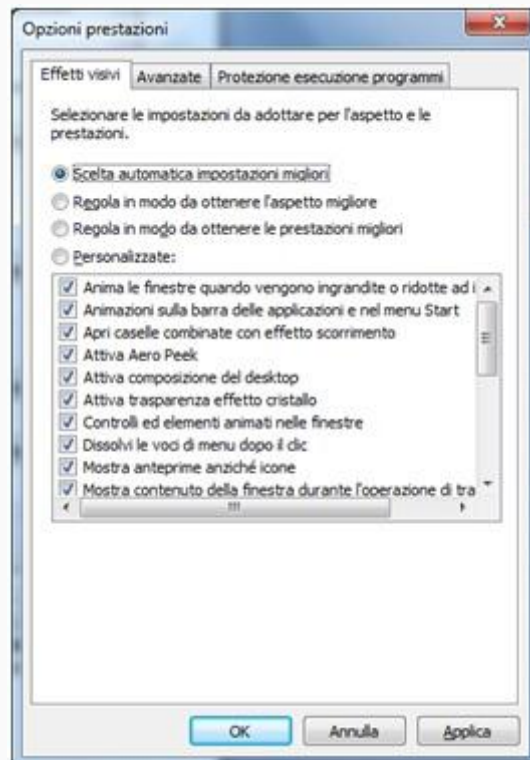 Opzioni prestazioni
Effetti visivi Avanzate Protezione esecuzione programmi
Selezionare le impostazioni da adottare per l'aspetto e le
prestazioni.
Scelta automatica impostazioni migliori
Regola in modo da ottenere l'aspetto migliore
Regola in modo da ottenere le prestazioni migliori
Personalizzate:
Anima le finestre quando vengono ingrandite o ridotte ad i
Animazioni sulla barra delle applicazioni e nel menu Start
Apri caselle combinate con effetto scorrimento
Attiva Aero Peek
Attiva composizione del desktop
Attiva trasparenza effetto cristallo
Controlli ed elementi animati nelle finestre
Dissolvi le voci di menu dopo il clic
Mostra anteprime anziché icone
Mostra contenuto della finestra durante l'operazione di tra
OK Annulla Applica